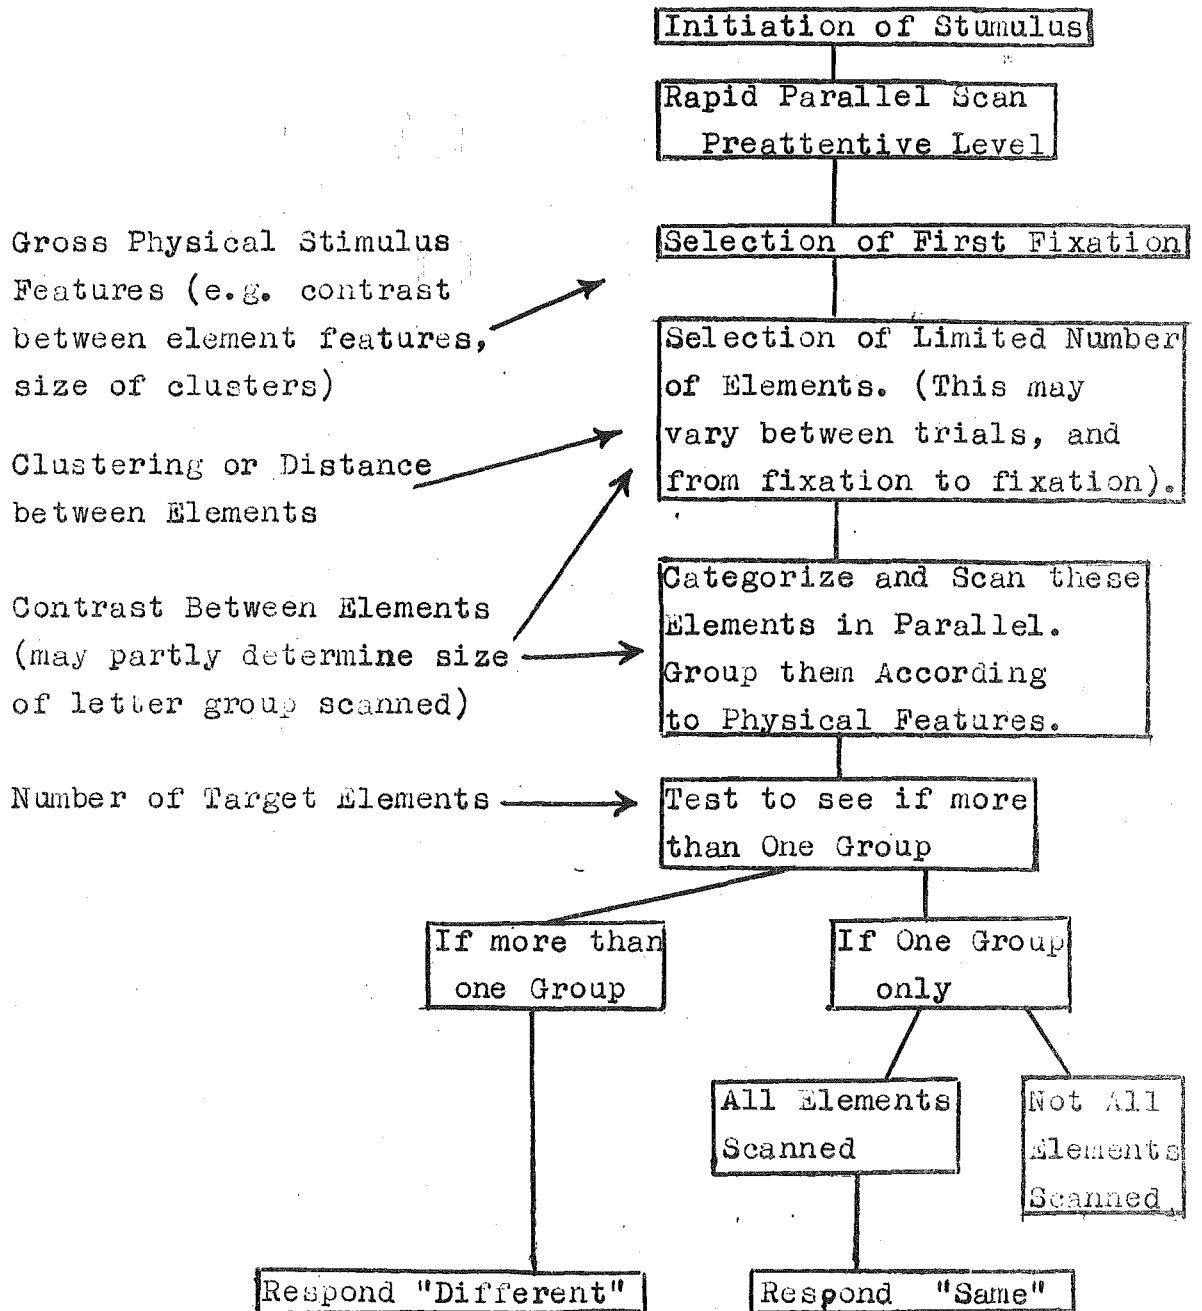 Initiation of Stumulus
Rapid Parallel Scan
Preattentive Level
Selection of First Fixation
Gross Physical Stimulus
Features (e.g. contrast
between element features,
size of clusters)
Selection of Limited Number
of Elements. (This may
vary between trials, and
from fixation to fixation).
Clustering or Distance
between Elements
Categorize and Scan these
Elements in Parallel.
Group them According
to Physical Features.
Contrast Between Elements
(may partly determine size
of letter group scanned)
Number of Target Elements
Test to see if more
than One Group
If more than
one Group
If One Group
only
All Elements
Scanned
Not All
Elements
Scanned
Respond "Different"
Respond "Same"